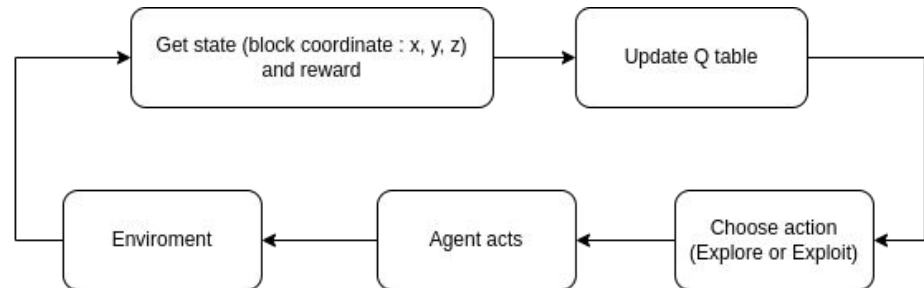 Get state (block coordinate : x, y, z)
and reward
Update Q table
Enviroment
Agent acts
Choose action
(Explore or Exploit)